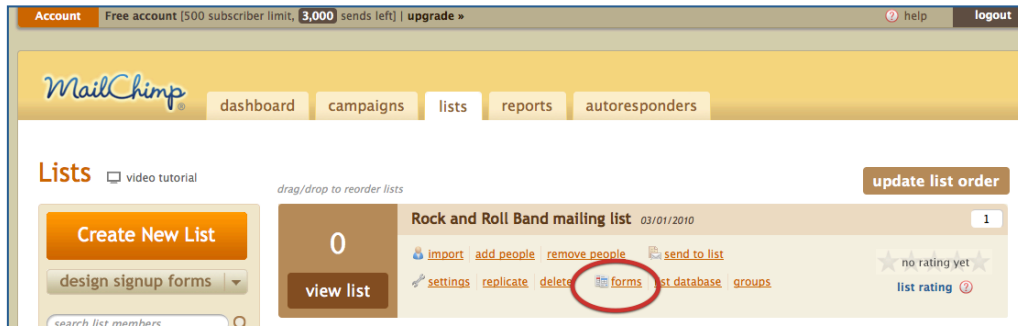 Account Free account [500 subscriber limit, 3,000 sends left] | upgrade » ? help logout
MailChimp® dashboard campaigns lists reports autoresponders
Lists video tutorial
drag/drop to reorder lists
update list order
Create New List
design signup forms
search list members
0
view list
Rock and Roll Band mailing list 03/01/2010 1
import add people remove people send to list
settings replicate delete forms list database groups
no rating yet
list rating ?